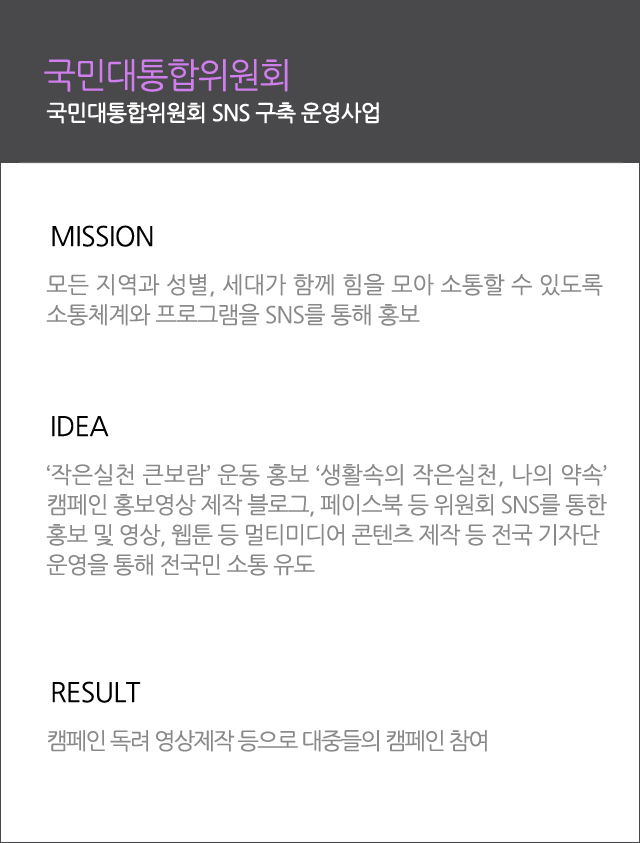 국민대통합위원회
국민대통합위원회 SNS 구축 운영사업
MISSION
모든 지역과 성별, 세대가 함께 힘을 모아 소통할 수 있도록
소통체계와 프로그램을 SNS를 통해 홍보
IDEA
‘작은실천 큰보람’ 운동 홍보 ‘생활속의 작은실천, 나의 약속’
캠페인 홍보영상 제작 블로그, 페이스북 등 위원회 SNS를 통한
홍보 및 영상, 웹툰 등 멀티미디어 콘텐츠 제작 등 전국 기자단
운영을 통해 전국민 소통 유도
RESULT
캠페인 독려 영상제작 등으로 대중들의 캠페인 참여